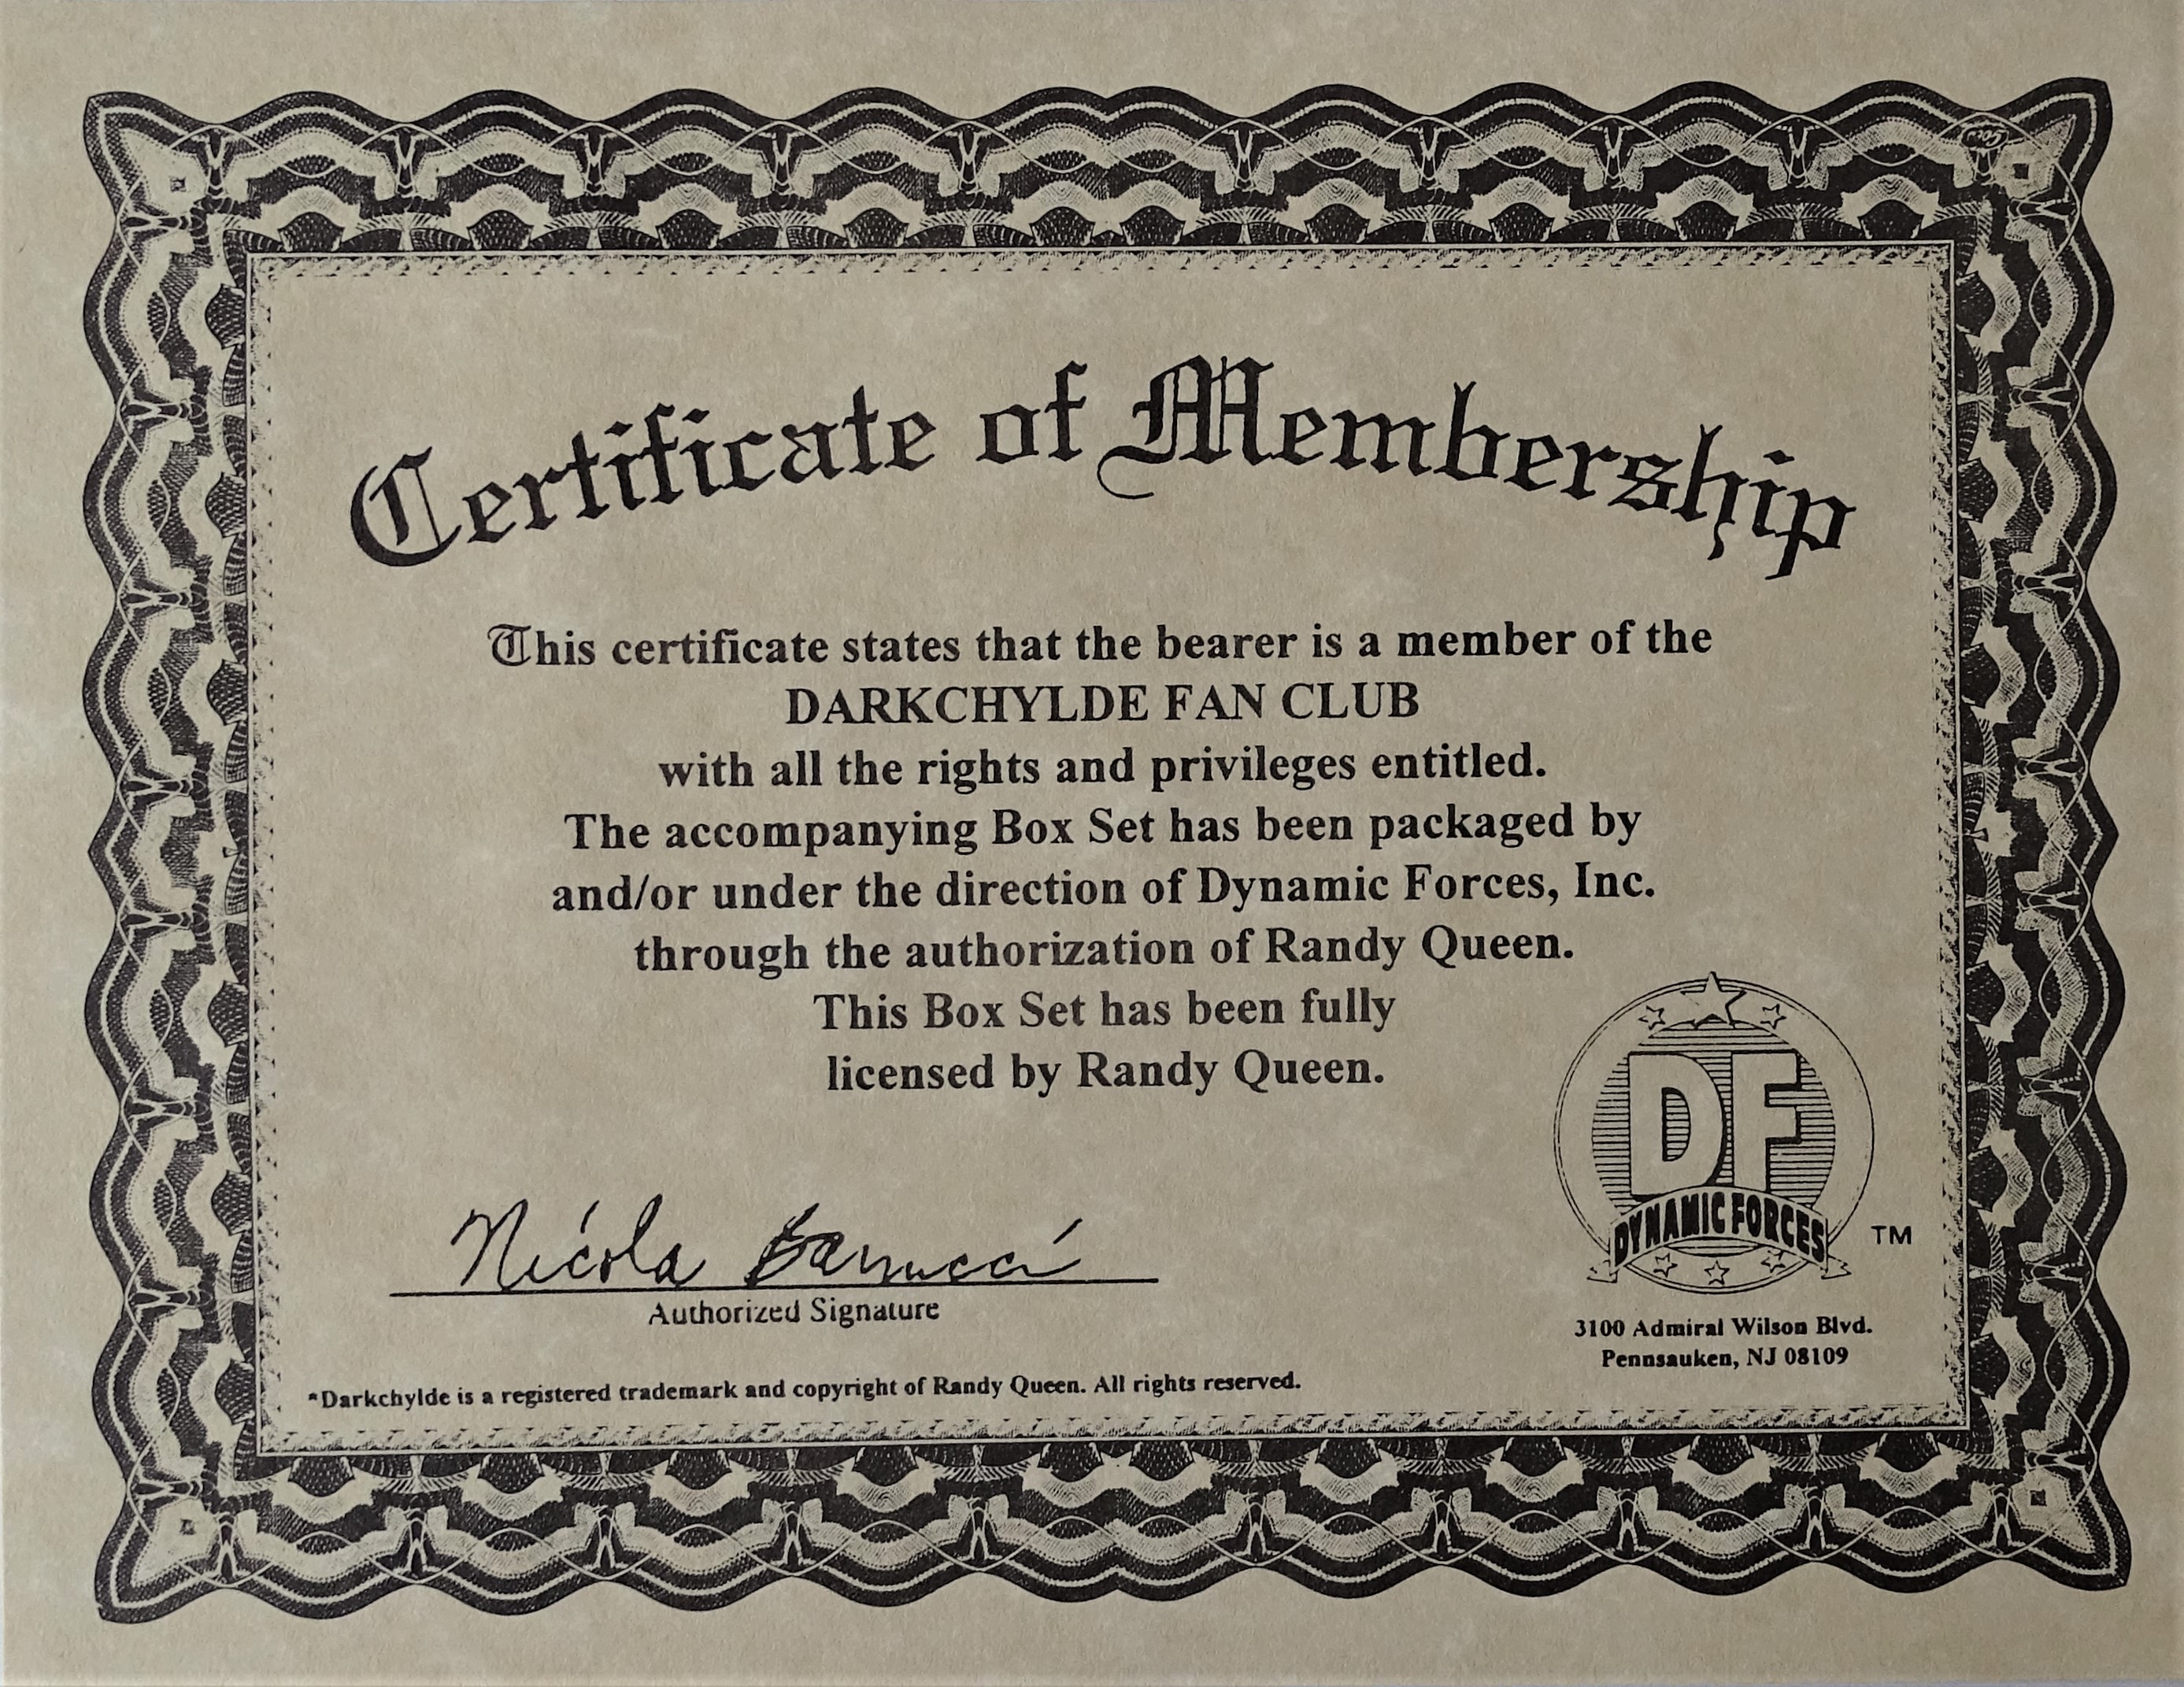 Certificate of Membership
This certificate states that the bearer is a member of the
DARKCHYLDE FAN CLUB
with all the rights and privileges entitled.
The accompanying Box Set has been packaged by
and/or under the direction of Dynamic Forces, Inc.
through the authorization of Randy Queen.
This Box Set has been fully
licensed by Randy Queen.
DF
DYNAMIC FORCES
TM
Nicola
Authorized Signature
3100 Admiral Wilson Blvd.
Pennsauken, NJ 08109
*Darkchylde is a registered trademark and copyright of Randy Queen. All rights reserved.